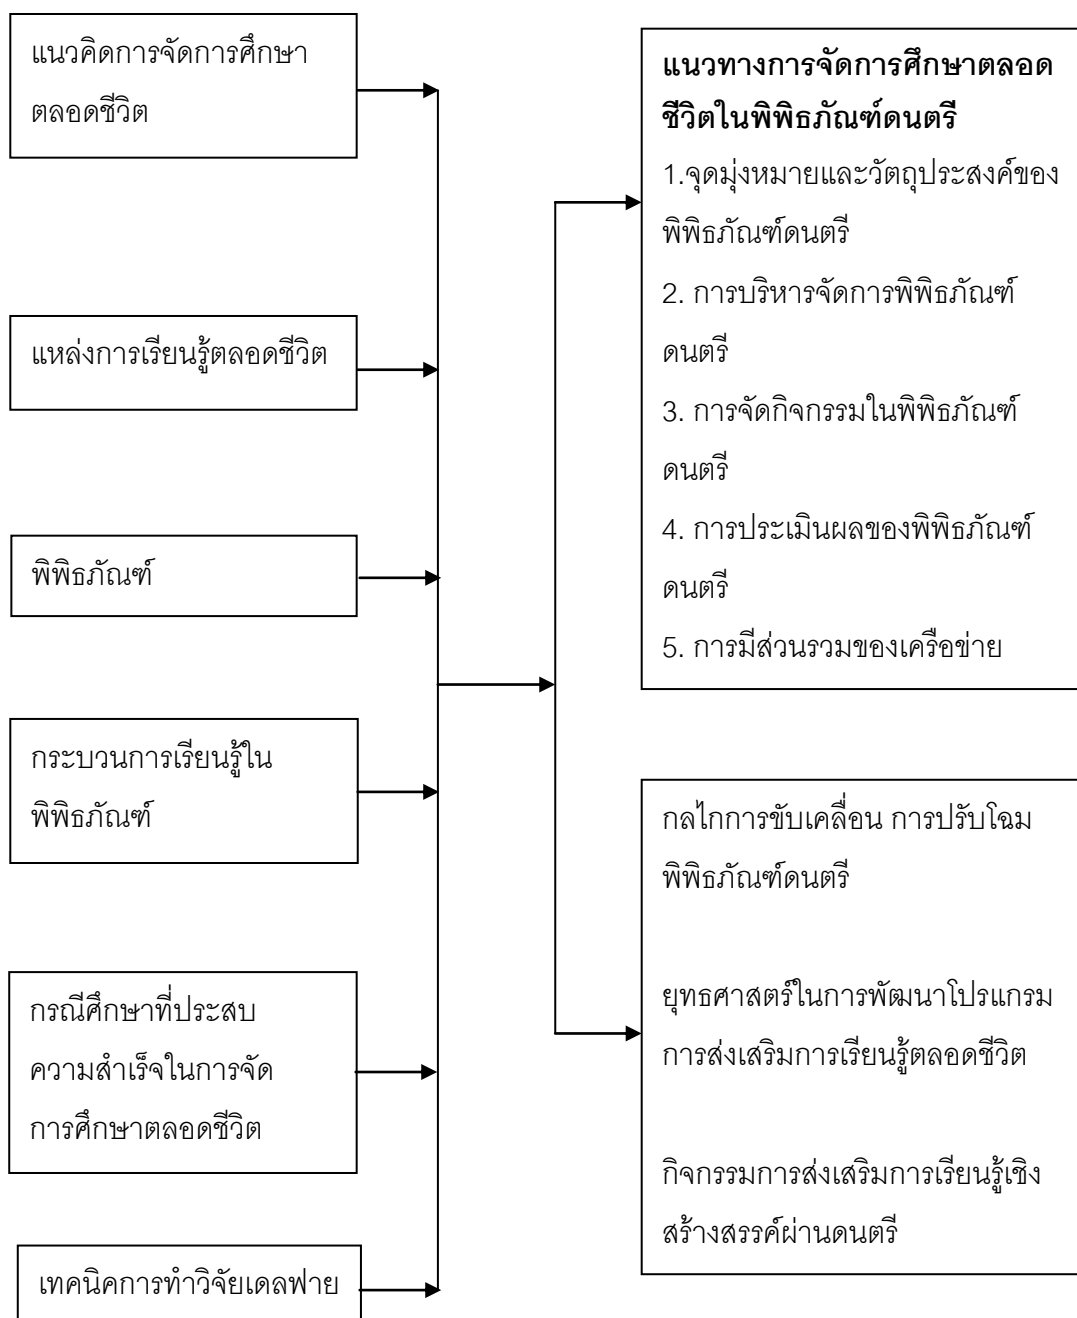 แนวคิดการจัดการศึกษา
ตลอดชีวิต
แหล่งการเรียนรู้ตลอดชีวิต
พิพิธภัณฑ์
กระบวนการเรียนรู้ใน
พิพิธภัณฑ์
กรณีศึกษาที่ประสบ
ความสำเร็จในการจัด
การศึกษาตลอดชีวิต
เทคนิคการทำวิจัยเดลฟาย
แนวทางการจัดการศึกษาตลอด
ชีวิตในพิพิธภัณฑ์ดนตรี
1.จุดมุ่งหมายและวัตถุประสงค์ของ
พิพิธภัณฑ์ดนตรี
2. การบริหารจัดการพิพิธภัณฑ์
ดนตรี
3. การจัดกิจกรรมในพิพิธภัณฑ์
ดนตรี
4. การประเมินผลของพิพิธภัณฑ์
ดนตรี
5. การมีส่วนรวมของเครือข่าย
กลไกการขับเคลื่อน การปรับโฉม
พิพิธภัณฑ์ดนตรี
ยุทธศาสตร์ในการพัฒนาโปรแกรม
การส่งเสริมการเรียนรู้ตลอดชีวิต
กิจกรรมการส่งเสริมการเรียนรู้เชิง
สร้างสรรค์ผ่านดนตรี